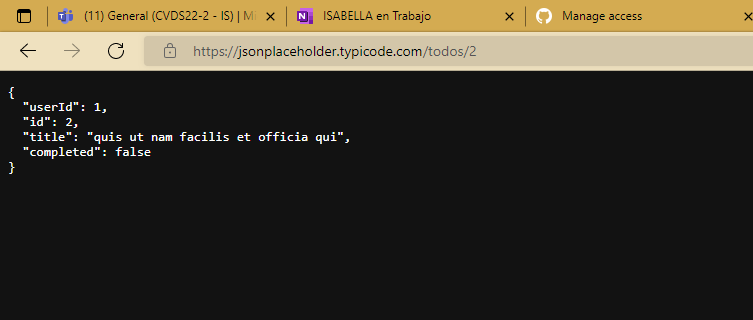 (11) General (CVDS22-2 - IS) | Mi
ISABELLA en Trabajo
Manage access
https://jsonplaceholder.typicode.com/todos/2
{
"userId": 1,
"id": 2,
"title": "quis ut nam facilis et officia qui",
"completed": false
}